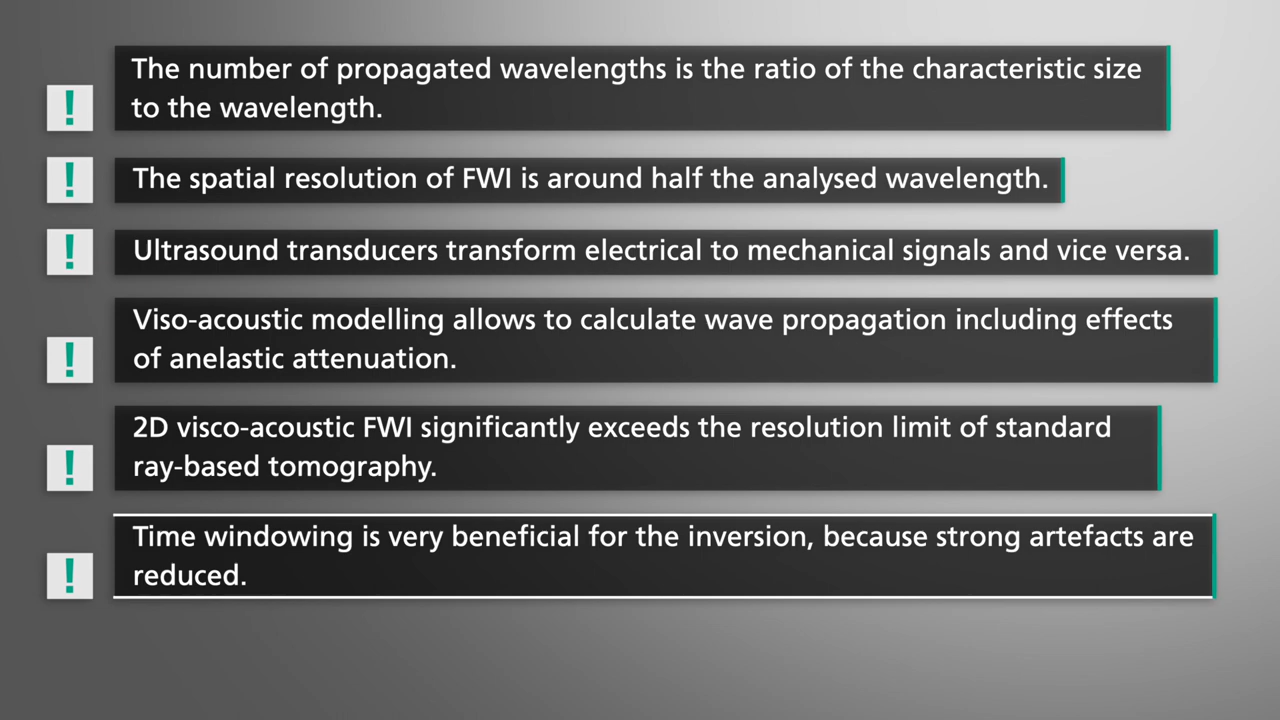 The number of propagated wavelengths is the ratio of the characteristic size
to the wavelength.
The spatial resolution of FWI is around half the analysed wavelength.
Ultrasound transducers transform electrical to mechanical signals and vice versa.
Viso-acoustic modelling allows to calculate wave propagation including effects
of anelastic attenuation.
2D visco-acoustic FWI significantly exceeds the resolution limit of standard
ray-based tomography.
Time windowing is very beneficial for the inversion, because strong artefacts are
reduced.